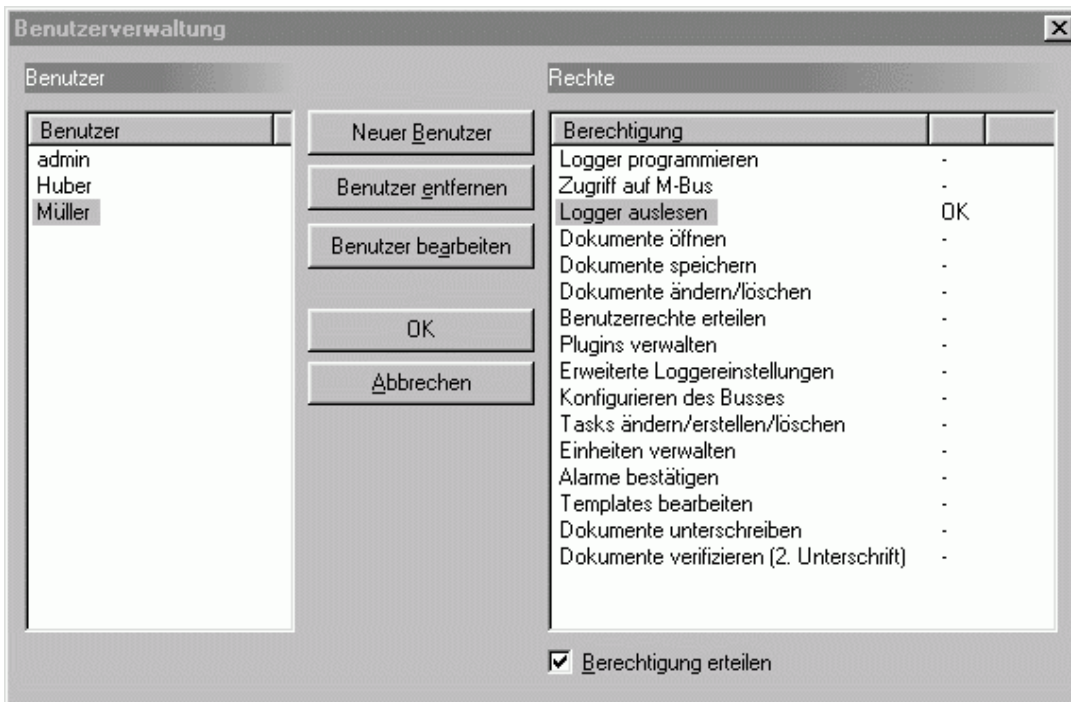 Benutzerverwaltung
Benutzer
Rechte
Benutzer
admin
Huber
Müller
Neuer Benutzer
Benutzer entfernen
Benutzer bearbeiten
OK
Abbrechen
Berechtigung
Logger programmieren -
Zugriff auf M-Bus -
Logger auslesen OK
Dokumente öffnen -
Dokumente speichern -
Dokumente ändern/löschen -
Benutzerrechte erteilen -
Plugins verwalten -
Erweiterte Loggereinstellungen -
Konfigurieren des Busses -
Tasks ändern/erstellen/löschen -
Einheiten verwalten -
Alarme bestätigen -
Templates bearbeiten -
Dokumente unterschreiben -
Dokumente verifizieren (2. Unterschrift) -
Berechtigung erteilen